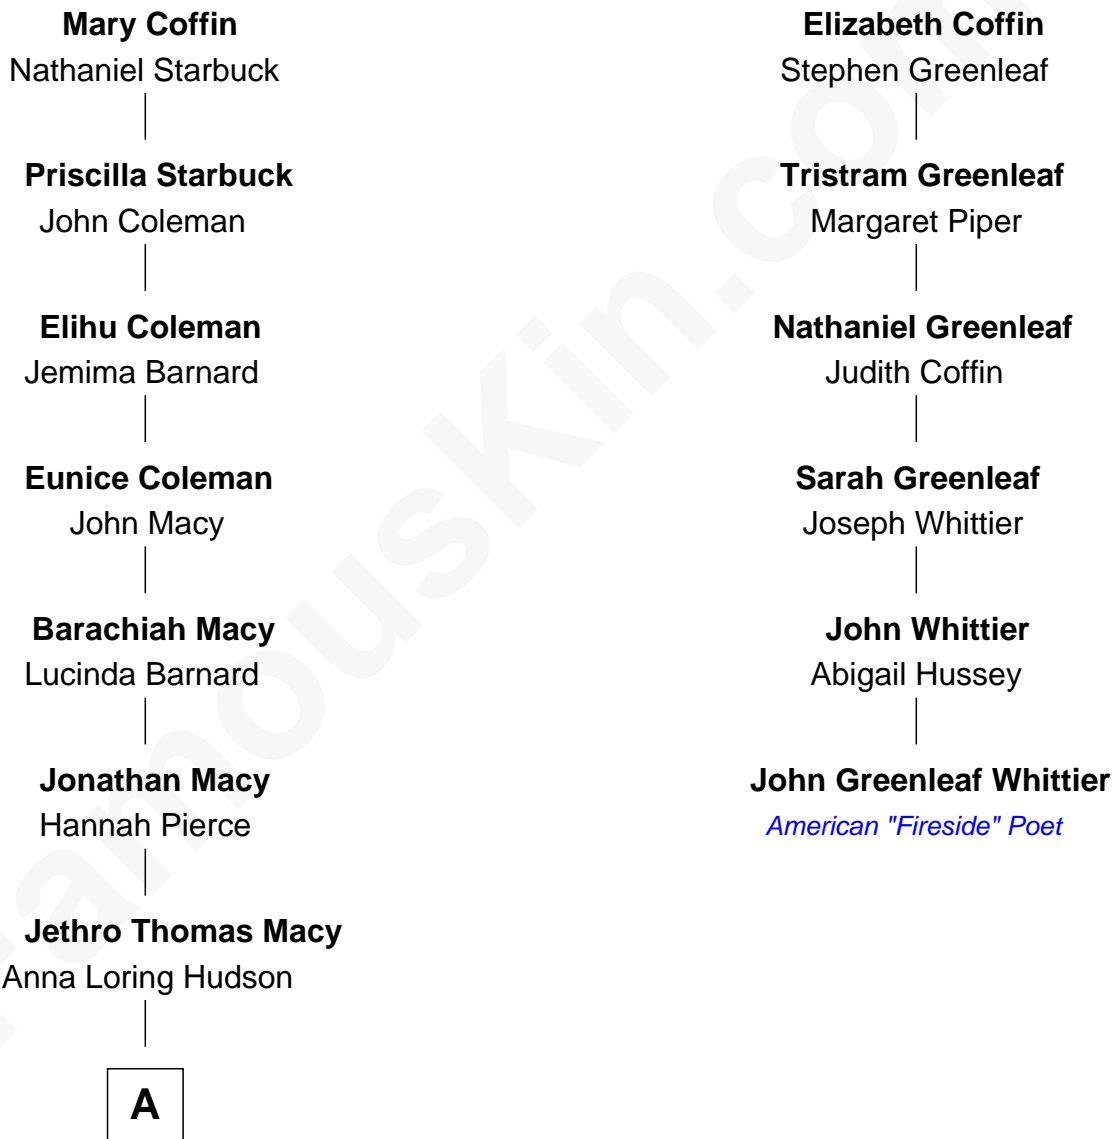 Mary Coffin
Nathaniel Starbuck
Priscilla Starbuck
John Coleman
Elihu Coleman
Jemima Barnard
Eunice Coleman
John Macy
Barachiah Macy
Lucinda Barnard
Jonathan Macy
Hannah Pierce
Jethro Thomas Macy
Anna Loring Hudson
A
Elizabeth Coffin
Stephen Greenleaf
Tristram Greenleaf
Margaret Piper
Nathaniel Greenleaf
Judith Coffin
Sarah Greenleaf
Joseph Whittier
John Whittier
Abigail Hussey
John Greenleaf Whittier
American "Fireside" Poet
FamousKin.com